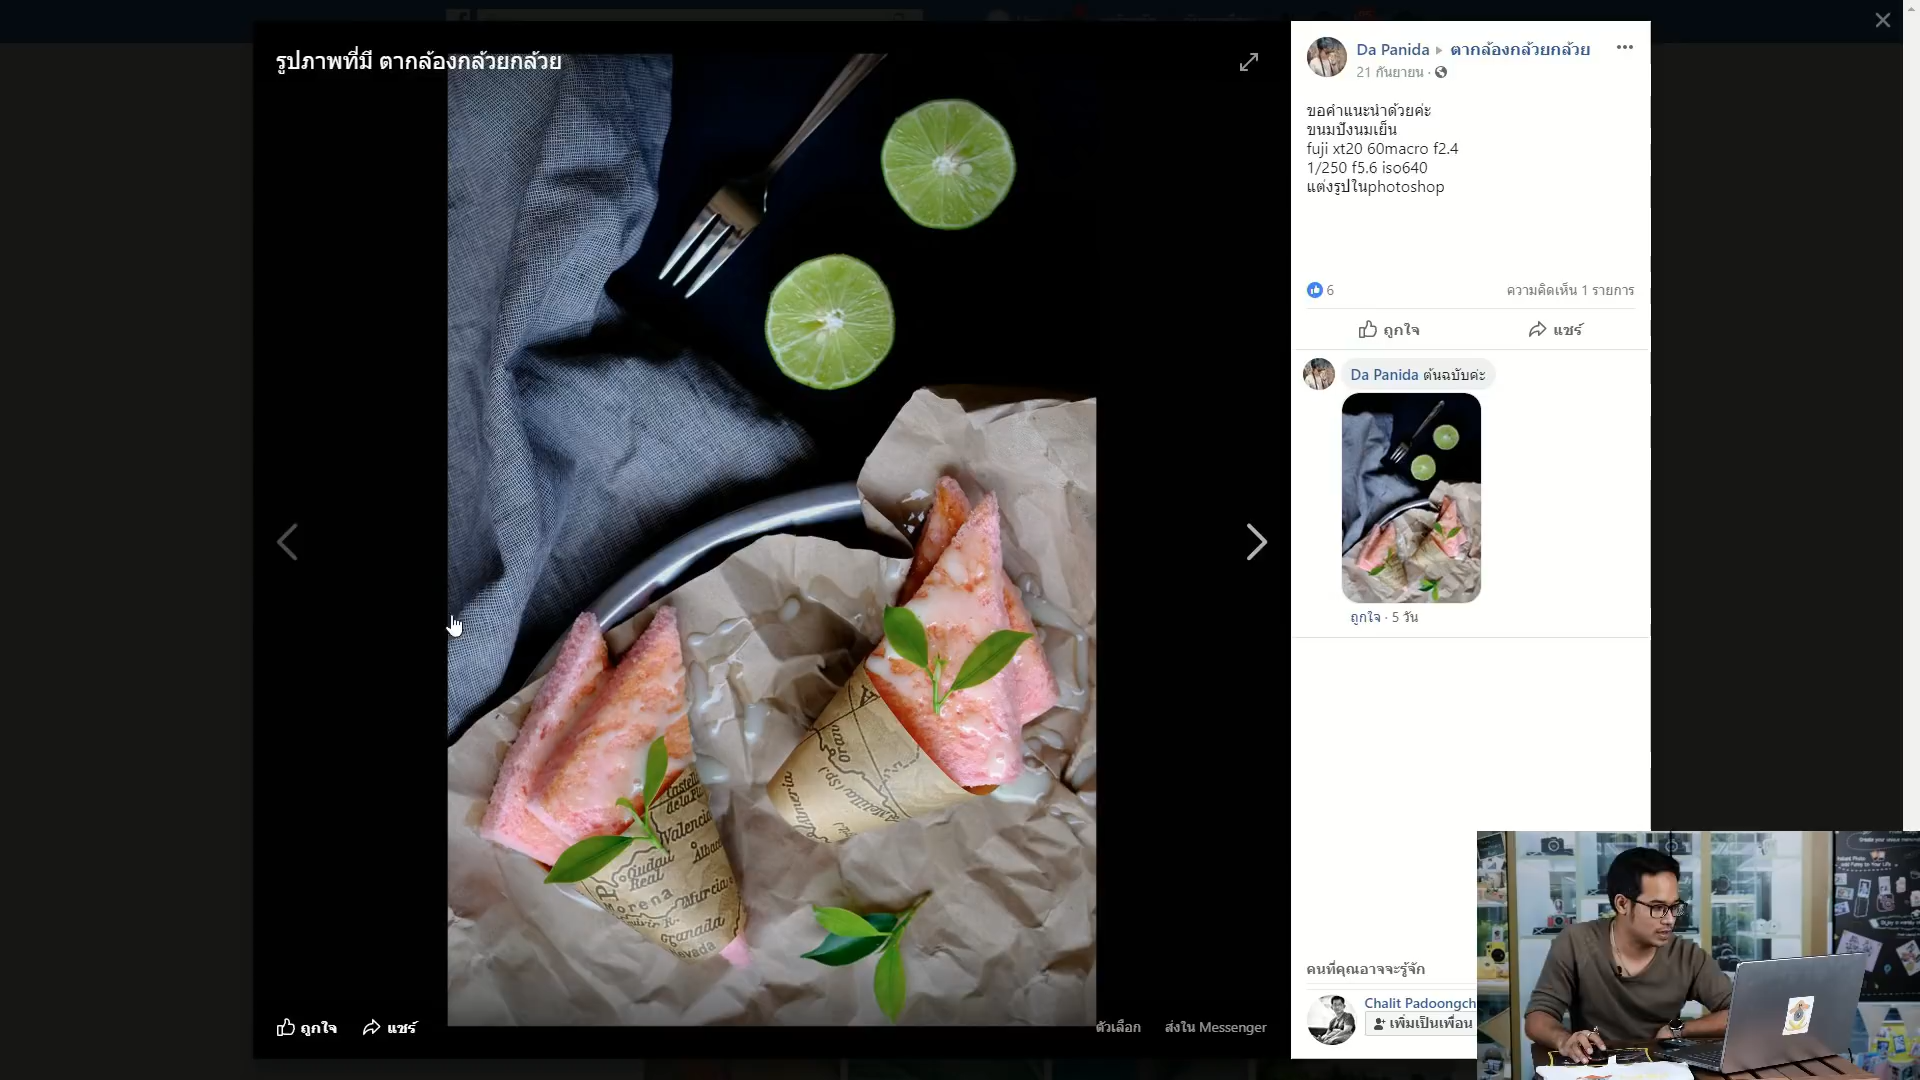 รูปภาพที่มี ตากล้องกล้วยกล้วย
Da Panida ▸ ตากล้องกล้วยกล้วย
21 กันยายน ·
ขอคำแนะนำด้วยค่ะ
ขนมปังนมเย็น
fuji xt20 60macro f2.4
1/250 f5.6 iso640
แต่งรูปในphotoshop
6
ความคิดเห็น 1 รายการ
ถูกใจ
แชร์
Da Panida ต้นฉบับค่ะ
ถูกใจ · 5 วัน
Valencia
Ciudad
Real
Morena
Murcia
Granada
คนที่คุณอาจจะรู้จัก
Chalit Padoongch
เพิ่มเป็นเพื่อน
ถูกใจ
แชร์
ตัวเลือก
ส่งใน Messenger